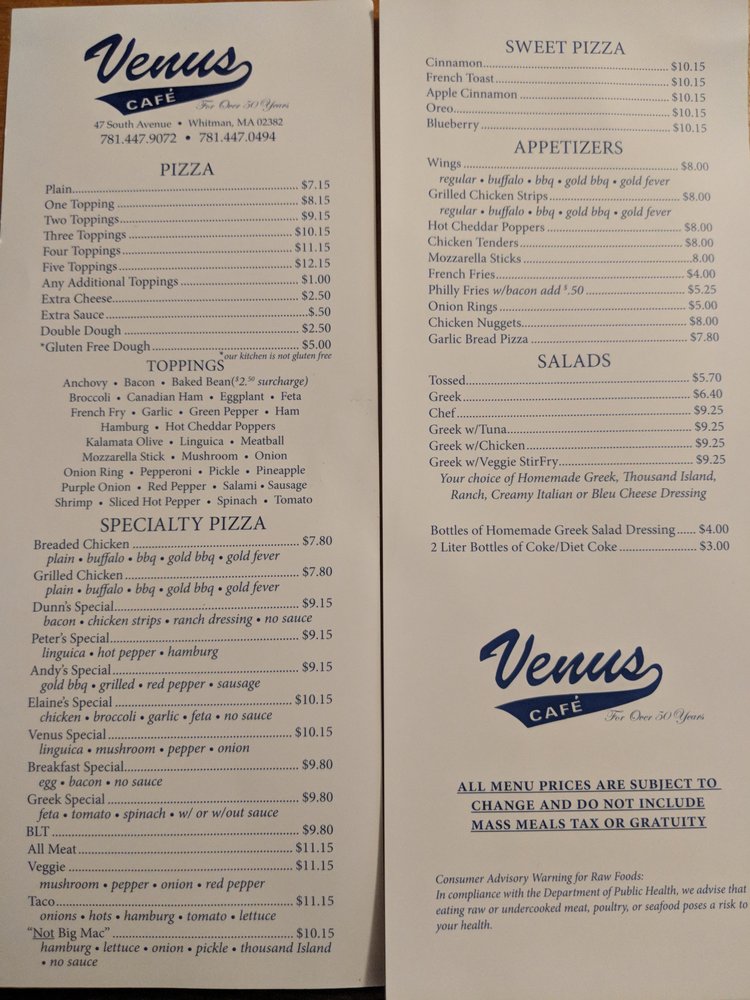 Venus
CAFÉ
For Over 50 Years
47 South Avenue • Whitman, MA 02382
781.447.9072 • 781.447.0494
PIZZA
Plain........ $7.15
One Topping ........ $8.15
Two Toppings........ $9.15
Three Toppings ........ $10.15
Four Toppings ........ $11.15
Five Toppings ........ $12.15
Any Additional Toppings ........ $1.00
Extra Cheese........ $2.50
Extra Sauce ........$.50
Double Dough ........ $2.50
*Gluten Free Dough ........ $5.00
*our kitchen is not gluten free
TOPPINGS
Anchovy • Bacon • Baked Bean($2.50 surcharge)
Broccoli • Canadian Ham • Eggplant • Feta
French Fry • Garlic • Green Pepper • Ham
Hamburg • Hot Cheddar Poppers
Kalamata Olive • Linguica • Meatball
Mozzarella Stick • Mushroom • Onion
Onion Ring • Pepperoni • Pickle • Pineapple
Purple Onion • Red Pepper • Salami • Sausage
Shrimp • Sliced Hot Pepper • Spinach • Tomato
SPECIALTY PIZZA
Breaded Chicken ........ $7.80
plain • buffalo • bbq • gold bbq • gold fever
Grilled Chicken ........ $7.80
plain • buffalo • bbq • gold bbq • gold fever
Dunn's Special........ $9.15
bacon • chicken strips • ranch dressing • no sauce
Peter's Special........ $9.15
linguica • hot pepper • hamburg
Andy's Special........ $9.15
gold bbq • grilled • red pepper • sausage
Elaine's Special ........ $10.15
chicken • broccoli • garlic • feta • no sauce
Venus Special ........ $10.15
linguica • mushroom • pepper • onion
Breakfast Special........ $9.80
egg • bacon • no sauce
Greek Special ........ $9.80
feta • tomato • spinach • w/ or w/out sauce
BLT ........ $9.80
All Meat........ $11.15
Veggie ........ $11.15
mushroom • pepper • onion • red pepper
Taco........ $11.15
onions • hots • hamburg • tomato • lettuce
"Not Big Mac" ........ $10.15
hamburg • lettuce • onion • pickle • thousand Island
• no sauce
SWEET PIZZA
Cinnamon........ $10.15
French Toast........ $10.15
Apple Cinnamon ........ $10.15
Oreo........ $10.15
Blueberry ........ $10.15
APPETIZERS
Wings ........ $8.00
regular • buffalo • bbq • gold bbq • gold fever
Grilled Chicken Strips........ $8.00
regular • buffalo • bbq • gold bbq • gold fever
Hot Cheddar Poppers ........ $8.00
Chicken Tenders........ $8.00
Mozzarella Sticks ........8.00
French Fries........ $4.00
Philly Fries w/bacon add $.50 ........ $5.25
Onion Rings ........ $5.00
Chicken Nuggets........ $8.00
Garlic Bread Pizza ........ $7.80
SALADS
Tossed........ $5.70
Greek........ $6.40
Chef........ $9.25
Greek w/Tuna........ $9.25
Greek w/Chicken........ $9.25
Greek w/Veggie StirFry........ $9.25
Your choice of Homemade Greek, Thousand Island,
Ranch, Creamy Italian or Bleu Cheese Dressing
Bottles of Homemade Greek Salad Dressing...... $4.00
2 Liter Bottles of Coke/Diet Coke ........ $3.00
Venus
CAFÉ
For Over 50 Years
ALL MENU PRICES ARE SUBJECT TO
CHANGE AND DO NOT INCLUDE
MASS MEALS TAX OR GRATUITY
Consumer Advisory Warning for Raw Foods:
In compliance with the Department of Public Health, we advise that
eating raw or undercooked meat, poultry, or seafood poses a risk to
your health.